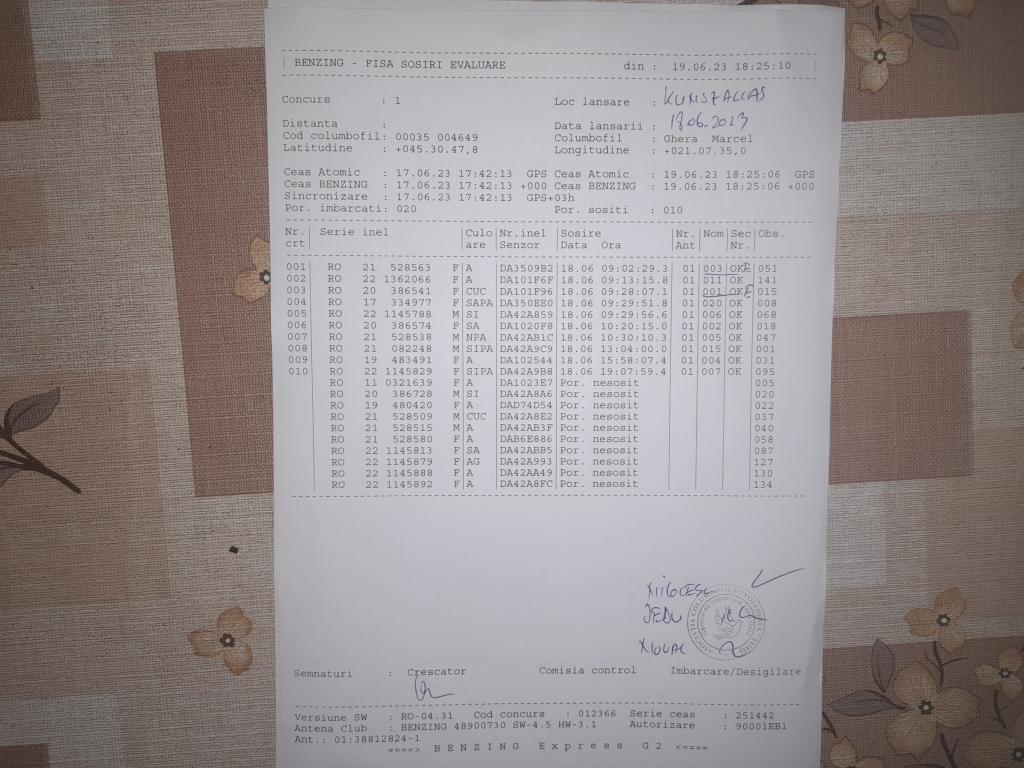 BENZING - FISA SOSIRI EVALUARE din : 19.06.23 18:25:10
Concurs : 1 Loc lansare : KUNSZALLAS
Distanta : Data lansarii : 18.06.2023
Cod columbofil: 00035 004649 Columbofil : Ghera Marcel
Latitudine : +045.30.47,8 Longitudine : +021.07.35,0
Ceas Atomic : 17.06.23 17:42:13 GPS Ceas Atomic : 19.06.23 18:25:06 GPS
Ceas BENZING : 17.06.23 17:42:13 +000 Ceas BENZING : 19.06.23 18:25:06 +000
Sincronizare : 17.06.23 17:42:13 GPS+03h
Por. imbarcati: 020 Por. sositi : 010
Nr. Serie inel Culo Nr.inel Sosire Nr. Nom Sec Obs.
crt are Senzor Data Ora Ant Nr.
001 RO 21 528563 F A DA3509B2 18.06 09:02:29.3 01 003 OK 051
002 RO 22 1362066 F A DA101F6F 18.06 09:13:15.8 01 011 OK 141
003 RO 20 386541 F CUC DA101F96 18.06 09:28:07.1 01 001 OK 015
004 RO 17 334977 F SAPA DA350EE0 18.06 09:29:51.8 01 020 OK 008
005 RO 22 1145788 M SI DA42A859 18.06 09:29:56.6 01 006 OK 068
006 RO 20 386574 F SA DA1020F8 18.06 10:20:15.0 01 002 OK 018
007 RO 21 528538 M NPA DA42AB1C 18.06 10:30:10.3 01 005 OK 047
008 RO 21 082248 M SIPA DA42A9C9 18.06 13:04:00.0 01 015 OK 001
009 RO 19 483491 F A DA102544 18.06 15:58:07.4 01 004 OK 031
010 RO 22 1145829 F SIPA DA42A9B8 18.06 19:07:59.4 01 007 OK 095
RO 11 0321639 F A DA1023E7 Por. nesosit 005
RO 20 386728 M SI DA42A8A6 Por. nesosit 020
RO 19 480420 F A DAD74D54 Por. nesosit 022
RO 21 528509 M CUC DA42A8E2 Por. nesosit 037
RO 21 528515 M A DA42AB3F Por. nesosit 040
RO 21 528580 F A DAB6E886 Por. nesosit 058
RO 22 1145813 F SA DA42ABB5 Por. nesosit 087
RO 22 1145879 F AG DA42A993 Por. nesosit 127
RO 22 1145888 F A DA42AA49 Por. nesosit 130
RO 22 1145892 F A DA42A8FC Por. nesosit 134
Semnaturi : Crescator Comisia control Imbarcare/Desigilare
Versiune SW : RO-04.31 Cod concurs : 012366 Serie ceas : 251442
Antena Club : BENZING 48900730 SW-4.5 HW-3.1 Autorizare : 90001EB1
Ant.: 01:38812824-1
====> BENZING Express G2 <====